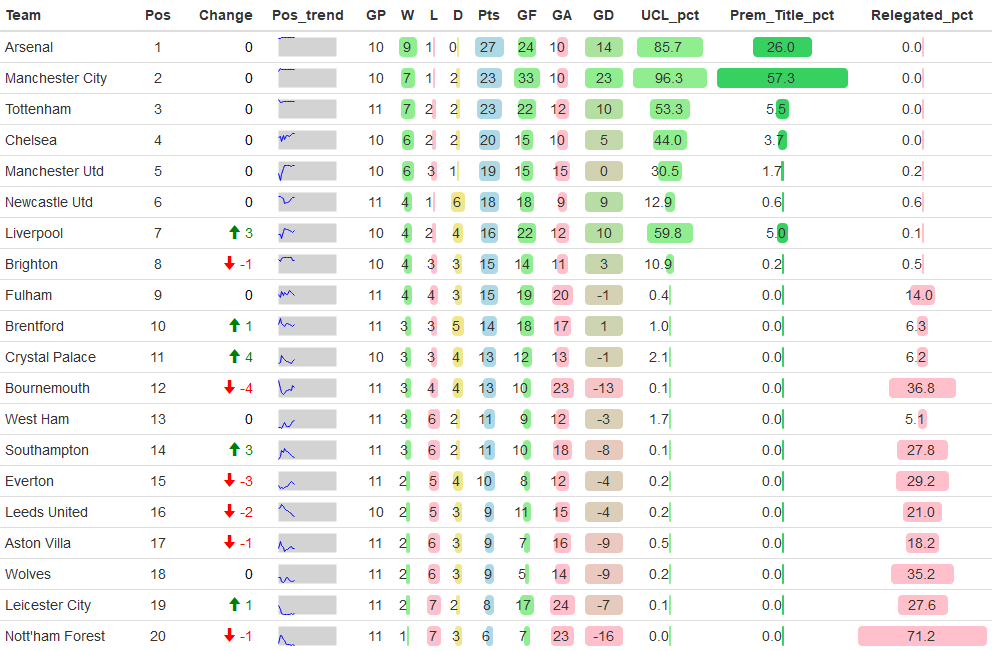 Team Pos Change Pos_trend GP W L D Pts GF GA GD UCL_pct Prem_Title_pct Relegated_pct
Arsenal 1 0 10 9 1 0 27 24 10 14 85.7 26.0 0.0
Manchester City 2 0 10 7 1 2 23 33 10 23 96.3 57.3 0.0
Tottenham 3 0 11 7 2 2 23 22 12 10 53.3 5.5 0.0
Chelsea 4 0 10 6 2 2 20 15 10 5 44.0 3.7 0.0
Manchester Utd 5 0 10 6 3 1 19 15 15 0 30.5 1.7 0.2
Newcastle Utd 6 0 11 4 1 6 18 18 9 9 12.9 0.6 0.6
Liverpool 7 3 10 4 2 4 16 22 12 10 59.8 5.0 0.1
Brighton 8 -1 10 4 3 3 15 14 11 3 10.9 0.2 0.5
Fulham 9 0 11 4 4 3 15 19 20 -1 0.4 0.0 14.0
Brentford 10 1 11 3 3 5 14 18 17 1 1.0 0.0 6.3
Crystal Palace 11 4 10 3 3 4 13 12 13 -1 2.1 0.0 6.2
Bournemouth 12 -4 11 3 4 4 13 10 23 -13 0.1 0.0 36.8
West Ham 13 0 11 3 6 2 11 9 12 -3 1.7 0.0 5.1
Southampton 14 3 11 3 6 2 11 10 18 -8 0.1 0.0 27.8
Everton 15 -3 11 2 5 4 10 8 12 -4 0.2 0.0 29.2
Leeds United 16 -2 10 2 5 3 9 11 15 -4 0.2 0.0 21.0
Aston Villa 17 -1 11 2 6 3 9 7 16 -9 0.5 0.0 18.2
Wolves 18 0 11 2 6 3 9 5 14 -9 0.2 0.0 35.2
Leicester City 19 1 11 2 7 2 8 17 24 -7 0.1 0.0 27.6
Nott'ham Forest 20 -1 11 1 7 3 6 7 23 -16 0.0 0.0 71.2